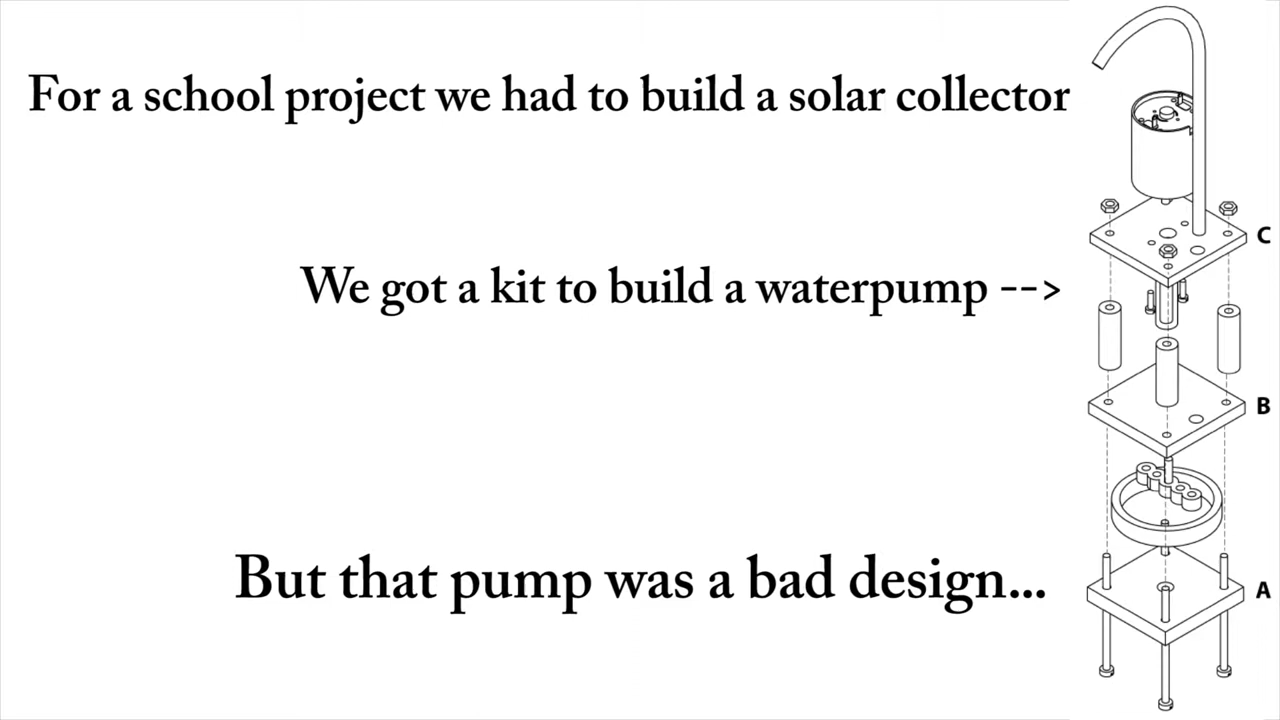 For a school project we had to build a solar collector
C
We got a kit to build a waterpump -->
B
But that pump was a bad design...
A